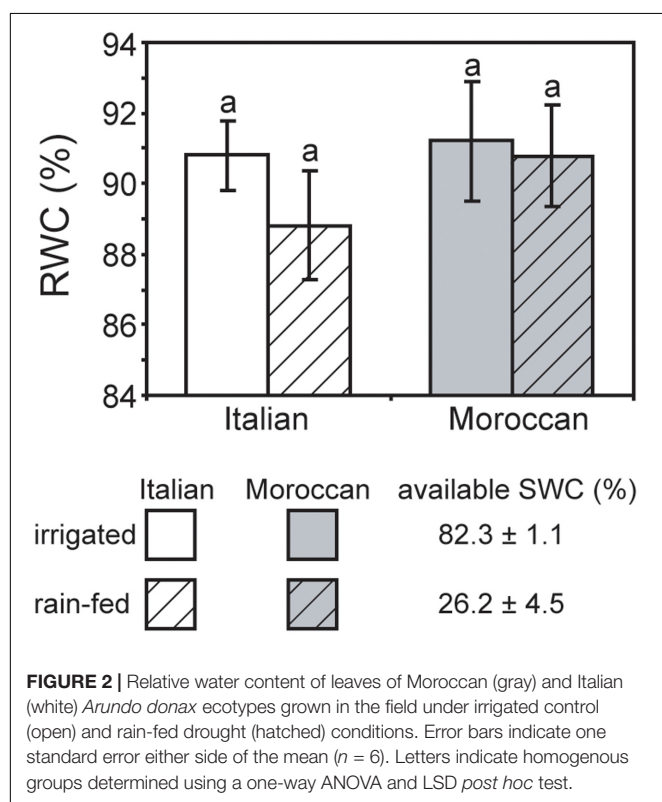 94
92
90
88
86
84
RWC (%)
a
a
a
a
Italian Moroccan
Italian Moroccan available SWC (%)
irrigated 82.3 ± 1.1
rain-fed 26.2 ± 4.5
FIGURE 2 | Relative water content of leaves of Moroccan (gray) and Italian
(white) Arundo donax ecotypes grown in the field under irrigated control
(open) and rain-fed drought (hatched) conditions. Error bars indicate one
standard error either side of the mean (n = 6). Letters indicate homogenous
groups determined using a one-way ANOVA and LSD post hoc test.